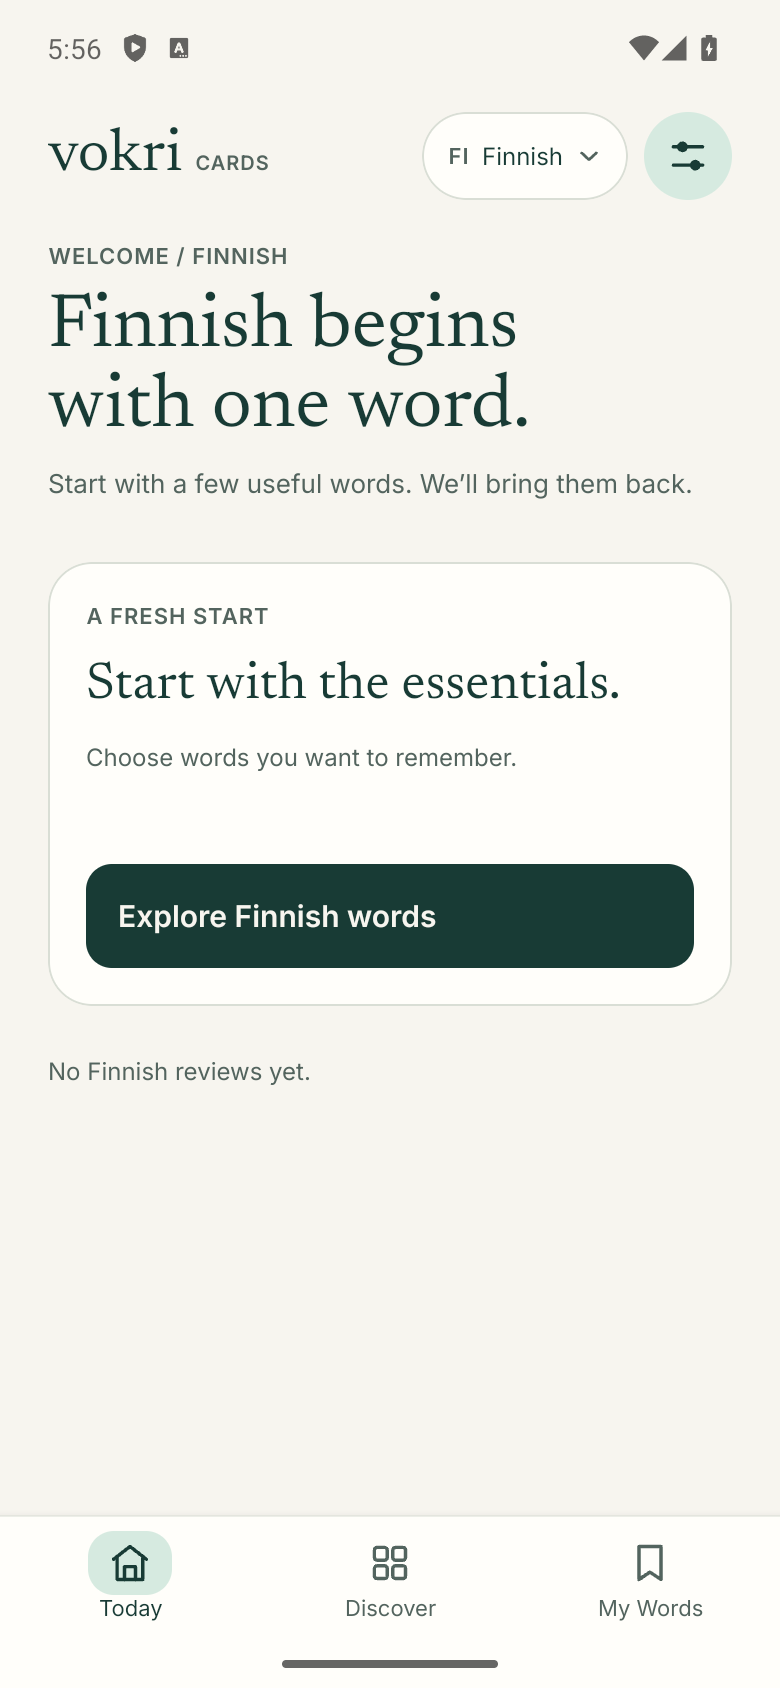 5:56
vokri CARDS
FI Finnish
WELCOME / FINNISH
Finnish begins
with one word.
Start with a few useful words. We’ll bring them back.
A FRESH START
Start with the essentials.
Choose words you want to remember.
Explore Finnish words
No Finnish reviews yet.
Today
Discover
My Words